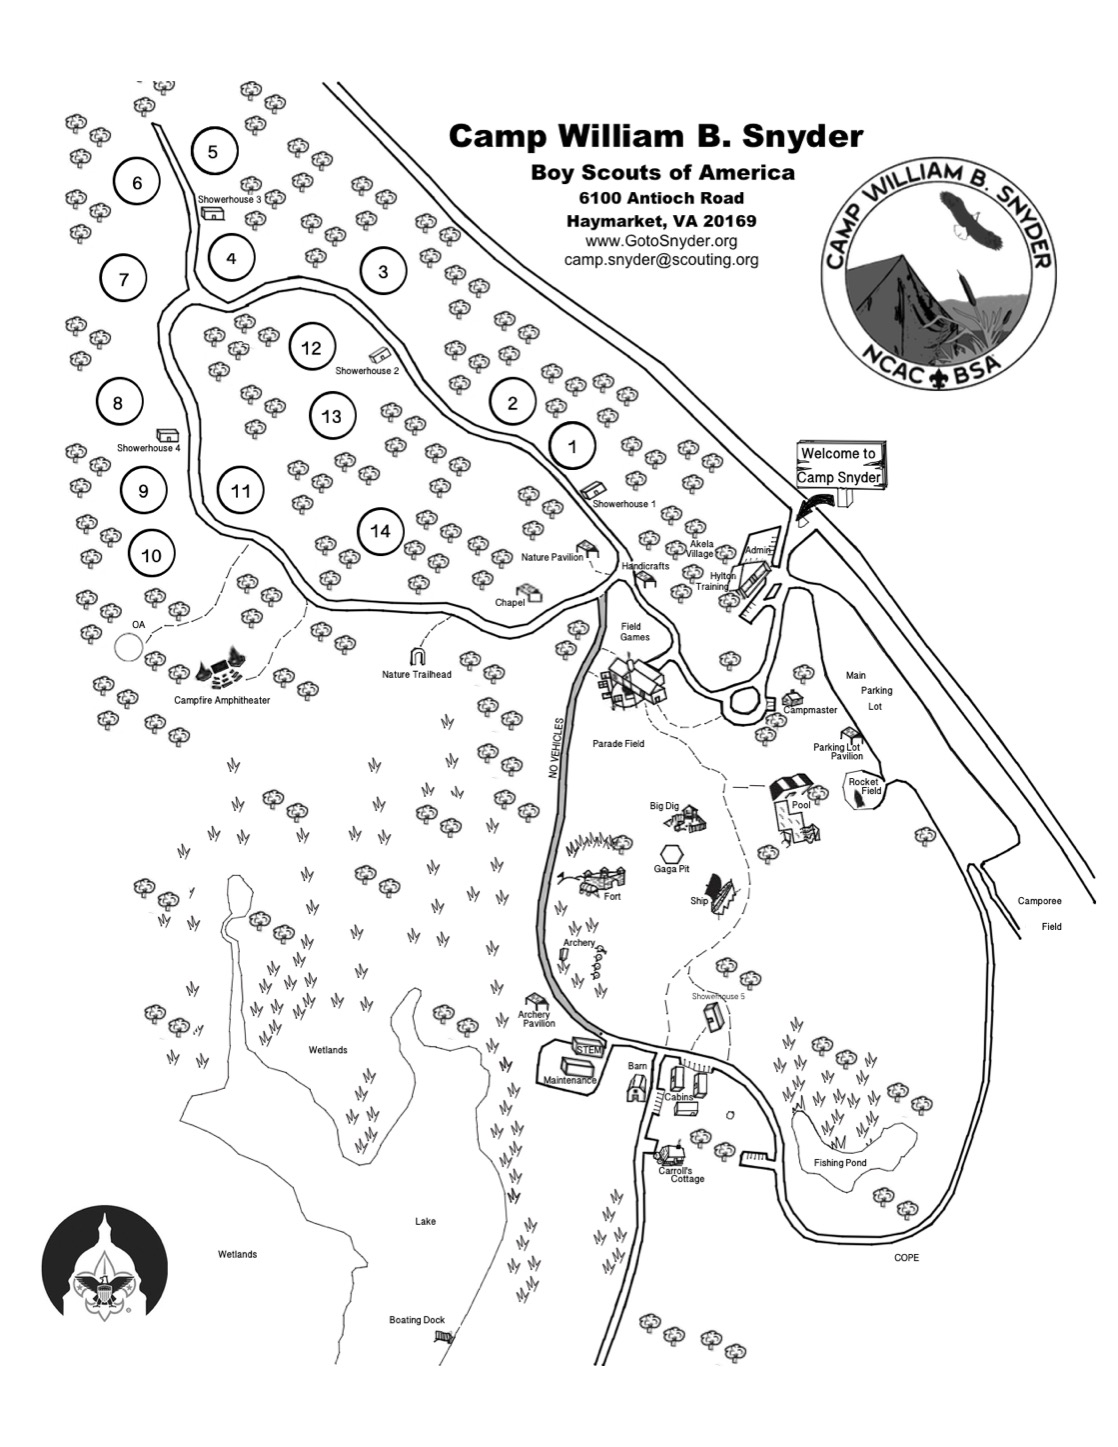 Camp William B. Snyder
Boy Scouts of America
6100 Antioch Road
Haymarket, VA 20169
www.GotoSnyder.org
camp.snyder@scouting.org
CAMP WILLIAM B. SNYDER
NCAC BSA
5
6
Showerhouse 3
4
3
7
12
Showerhouse 2
8
13
2
Showerhouse 4
1
Welcome to
Camp Snyder
9
11
Showerhouse 1
10
14
Nature Pavilion
Akela
Village
Admin
Handicrafts
Hylton
Training
Chapel
OA
Field
Games
Nature Trailhead
Campfire Amphitheater
Main
Parking
Lot
Campmaster
NO VEHICLES
Parade Field
Parking Lot
Pavilion
Rocket
Field
Big Dig
Pool
Gaga Pit
Fort
Ship
Camporee
Field
Archery
Showerhouse 5
Archery
Pavilion
STEM
Wetlands
Maintenance
Barn
Cabins
Fishing Pond
Carroll's
Cottage
Lake
Wetlands
COPE
Boating Dock